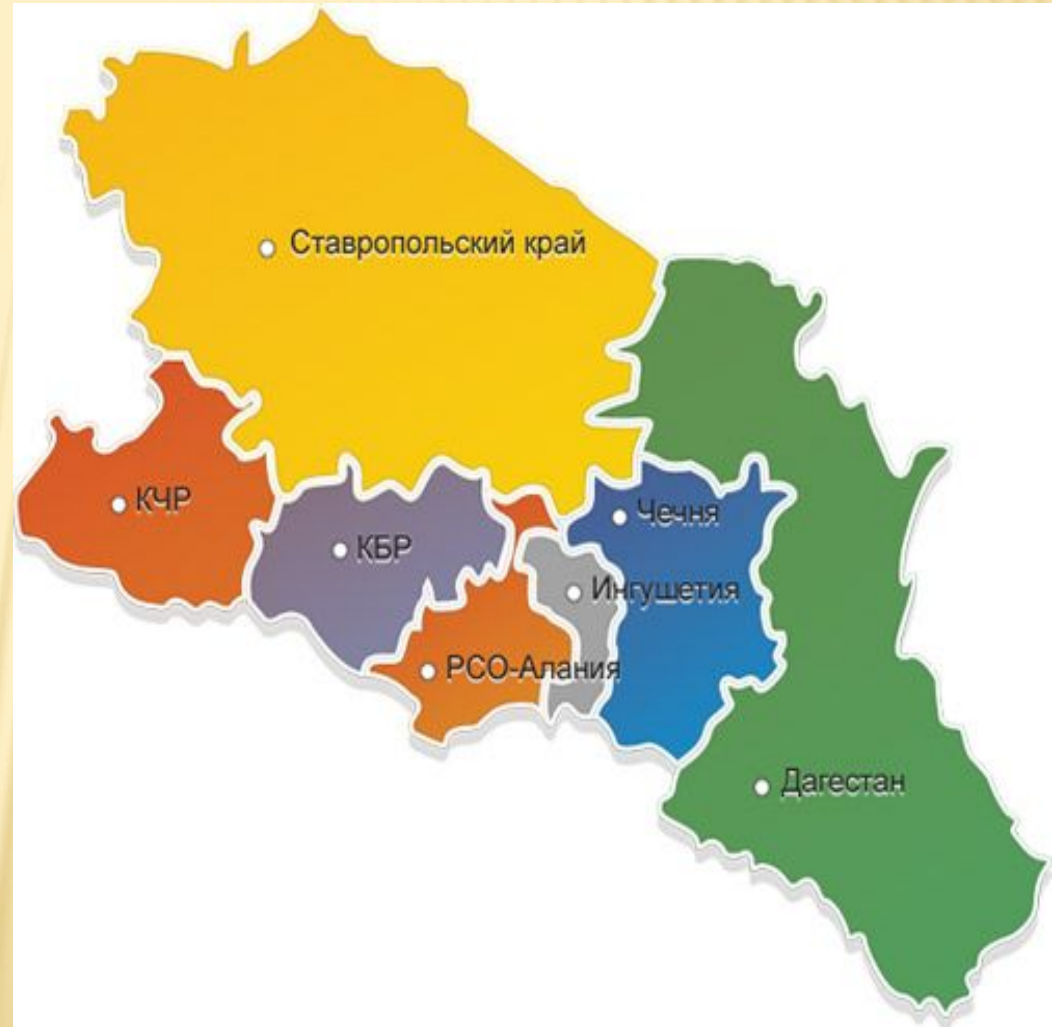 Ставропольский край
КЧР
Чечня
КБР
Ингушетия
РСО-Алания
Дагестан